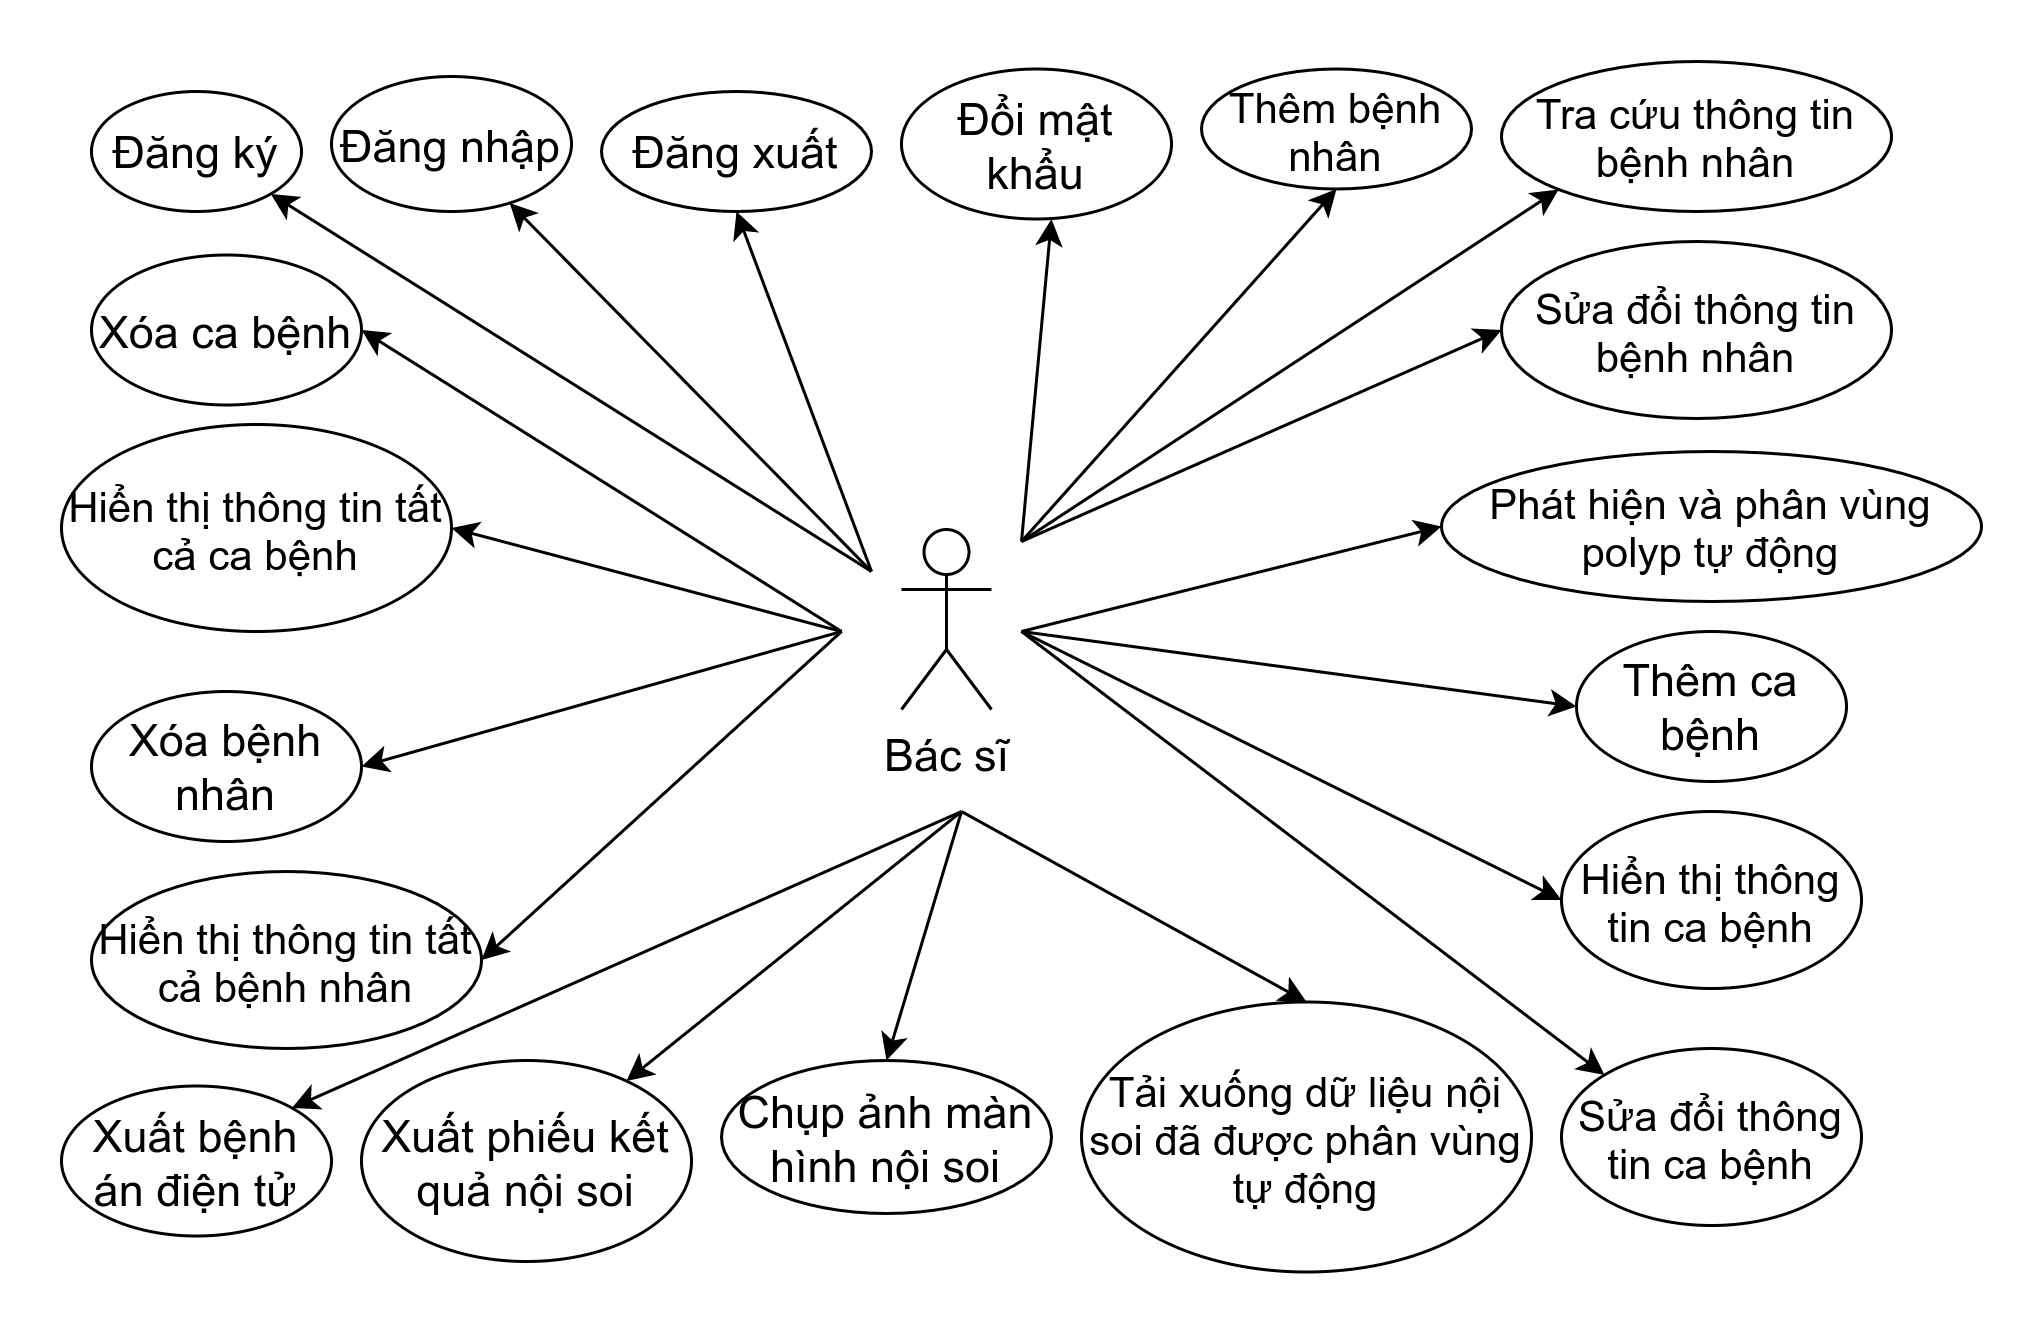 Đăng ký
Đăng nhập
Đăng xuất
Đổi mật
khẩu
Thêm bệnh
nhân
Tra cứu thông tin
bệnh nhân
Xóa ca bệnh
Sửa đổi thông tin
bệnh nhân
Hiển thị thông tin tất
cả ca bệnh
Phát hiện và phân vùng
polyp tự động
Xóa bệnh
nhân
Bác sĩ
Thêm ca
bệnh
Hiển thị thông tin tất
cả bệnh nhân
Hiển thị thông
tin ca bệnh
Xuất bệnh
án điện tử
Xuất phiếu kết
quả nội soi
Chụp ảnh màn
hình nội soi
Tải xuống dữ liệu nội
soi đã được phân vùng
tự động
Sửa đổi thông
tin ca bệnh